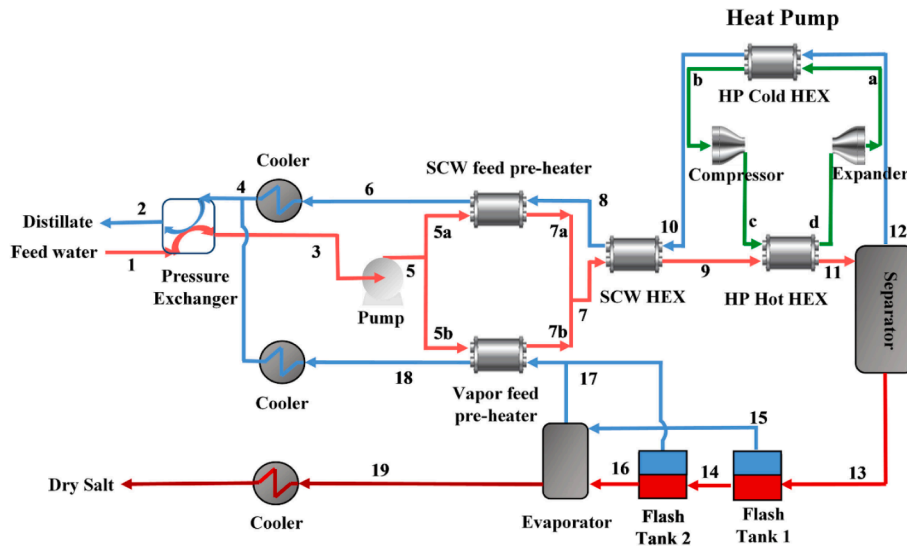 Heat Pump
b
a
HP Cold HEX
Cooler
SCW feed pre-heater
Compressor
Expander
4
6
8
10
12
Distillate
2
5a
7a
c
d
Feed water
1
3
5
9
11
Pressure
Exchanger
SCW HEX
HP Hot HEX
Separator
Pump
7
5b
7b
18
17
Cooler
Vapor feed
pre-heater
15
19
16
14
13
Dry Salt
Cooler
Evaporator
Flash
Tank 2
Flash
Tank 1